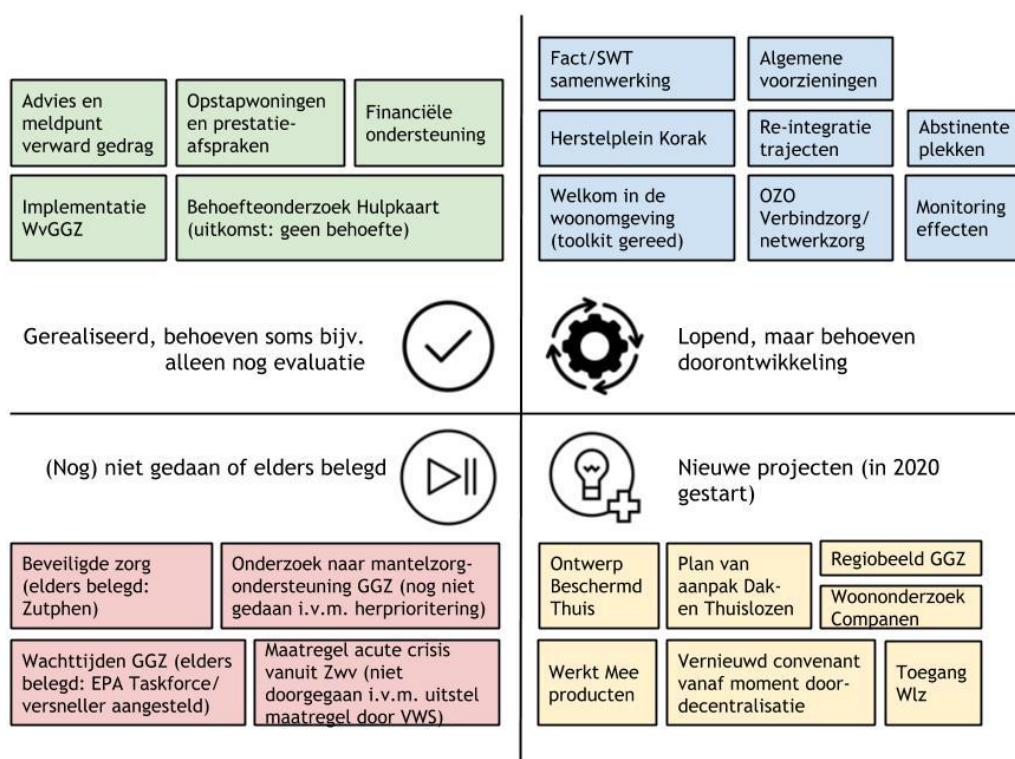 Advies en
meldpunt
verward gedrag
Opstapwoningen
en prestatie-
afspraken
Financiële
ondersteuning
Implementatie
WvGGZ
Behoefteonderzoek Hulpkaart
(uitkomst: geen behoefte)
Gerealiseerd, behoeven soms bijv.
alleen nog evaluatie
Fact/SWT
samenwerking
Algemene
voorzieningen
Herstelplein Korak
Re-integratie
trajecten
Abstinente
plekken
Welkom in de
woonomgeving
(toolkit gereed)
OZO
Verbindzorg/
netwerkzorg
Monitoring
effecten
Lopend, maar behoeven
doorontwikkeling
(Nog) niet gedaan of elders belegd
Beveiligde zorg
(elders belegd:
Zutphen)
Onderzoek naar mantelzorg-
ondersteuning GGZ (nog niet
gedaan i.v.m. herprioritering)
Wachttijden GGZ (elders
belegd: EPA Taskforce/
versneller aangesteld)
Maatregel acute crisis
vanuit Zwv (niet
doorgegaan i.v.m. uitstel
maatregel door VWS)
Nieuwe projecten (in 2020
gestart)
Ontwerp
Beschermd
Thuis
Plan van
aanpak Dak-
en Thuislozen
Regiobeeld GGZ
Woononderzoek
Companen
Werkt Mee
producten
Vernieuwd convenant
vanaf moment door-
decentralisatie
Toegang
Wlz